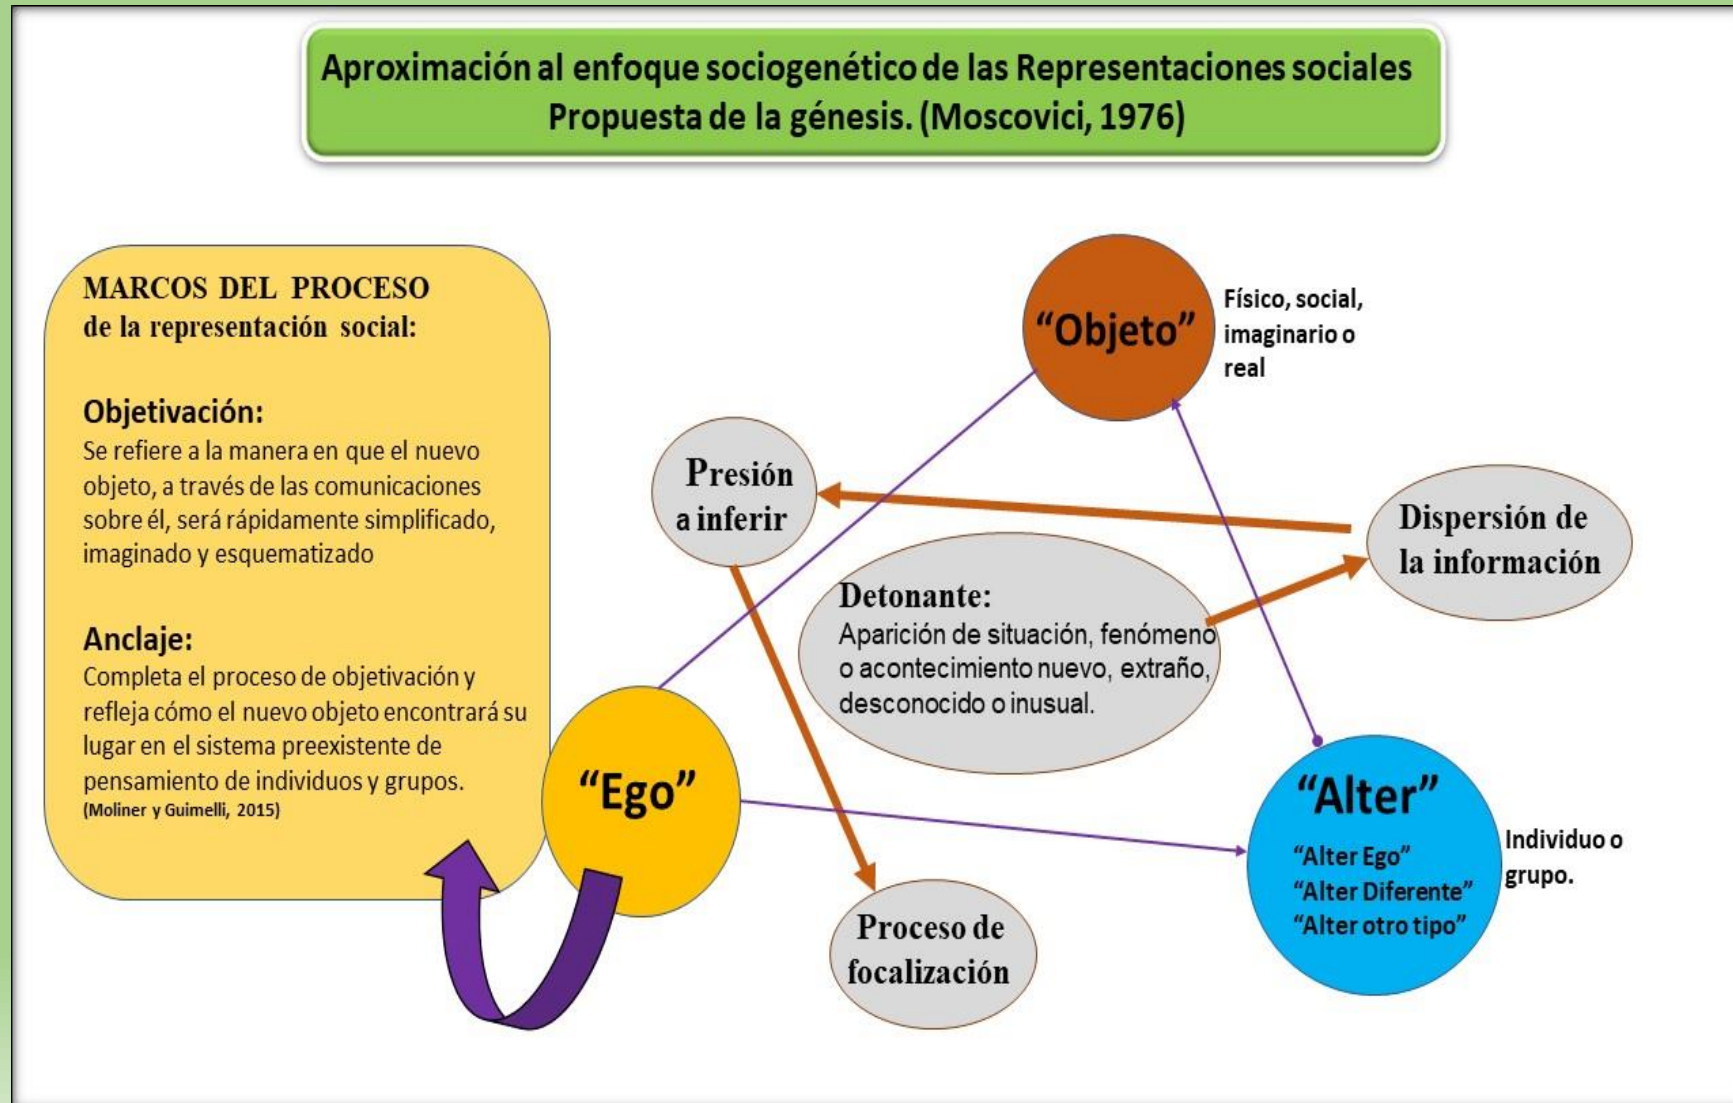 Aproximación al enfoque sociogenético de las Representaciones sociales
Propuesta de la génesis. (Moscovici, 1976)
MARCOS DEL PROCESO
de la representación social:
Objetivación:
Se refiere a la manera en que el nuevo
objeto, a través de las comunicaciones
sobre él, será rápidamente simplificado,
imaginado y esquematizado
Anclaje:
Completa el proceso de objetivación y
refleja cómo el nuevo objeto encontrará su
lugar en el sistema preexistente de
pensamiento de individuos y grupos.
(Moliner y Guimelli, 2015)
“Objeto”
Físico, social,
imaginario o
real
Presión
a inferir
Dispersión de
la información
Detonante:
Aparición de situación, fenómeno
o acontecimiento nuevo, extraño,
desconocido o inusual.
“Ego”
“Alter”
“Alter Ego”
“Alter Diferente”
“Alter otro tipo”
Individuo o
grupo.
Proceso de
focalización